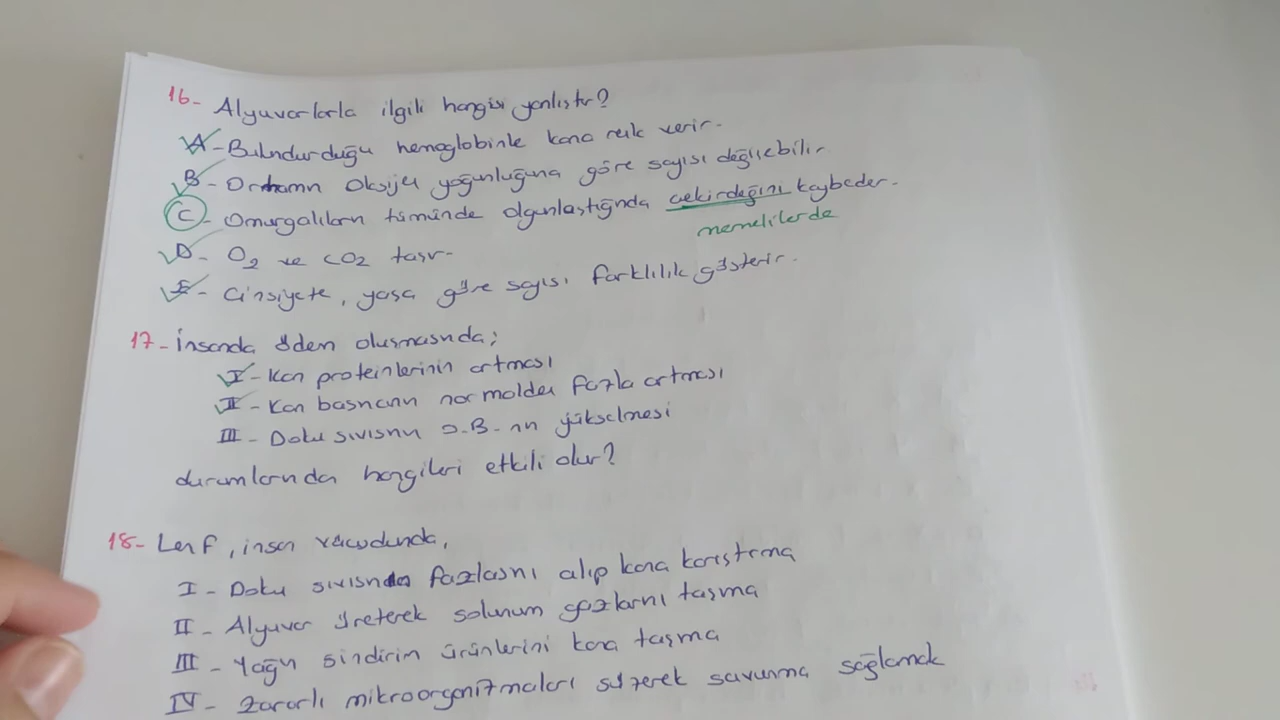 16- Alyuvarlarla ilgili hangisi yanlıştır?
A- Bulundurduğu hemoglobinle kana renk verir.
B- Ortamın oksijen yoğunluğuna göre sayısı değişebilir.
C- Omurgalıların tümünde olgunlaştığında çekirdeğini kaybeder.
memelilerde
D- O2 ve CO2 taşır.
E- Cinsiyete, yaşa göre sayısı farklılık gösterir.
17- İnsanda ödem oluşmasında;
I- Kan proteinlerinin artması
II- Kan basıncının normalden fazla artması
III- Doku sıvısının O.B-nın yükselmesi
durumlarından hangileri etkili olur?
18- Lenf, insan vücudunda,
I- Doku sıvısından fazlasını alıp kana karıştırma
II- Alyuvar üreterek solunum gazlarını taşıma
III- Yağın sindirim ürünlerini kana taşıma
IV- Zararlı mikroorganizmaları süzerek savunma sağlamak